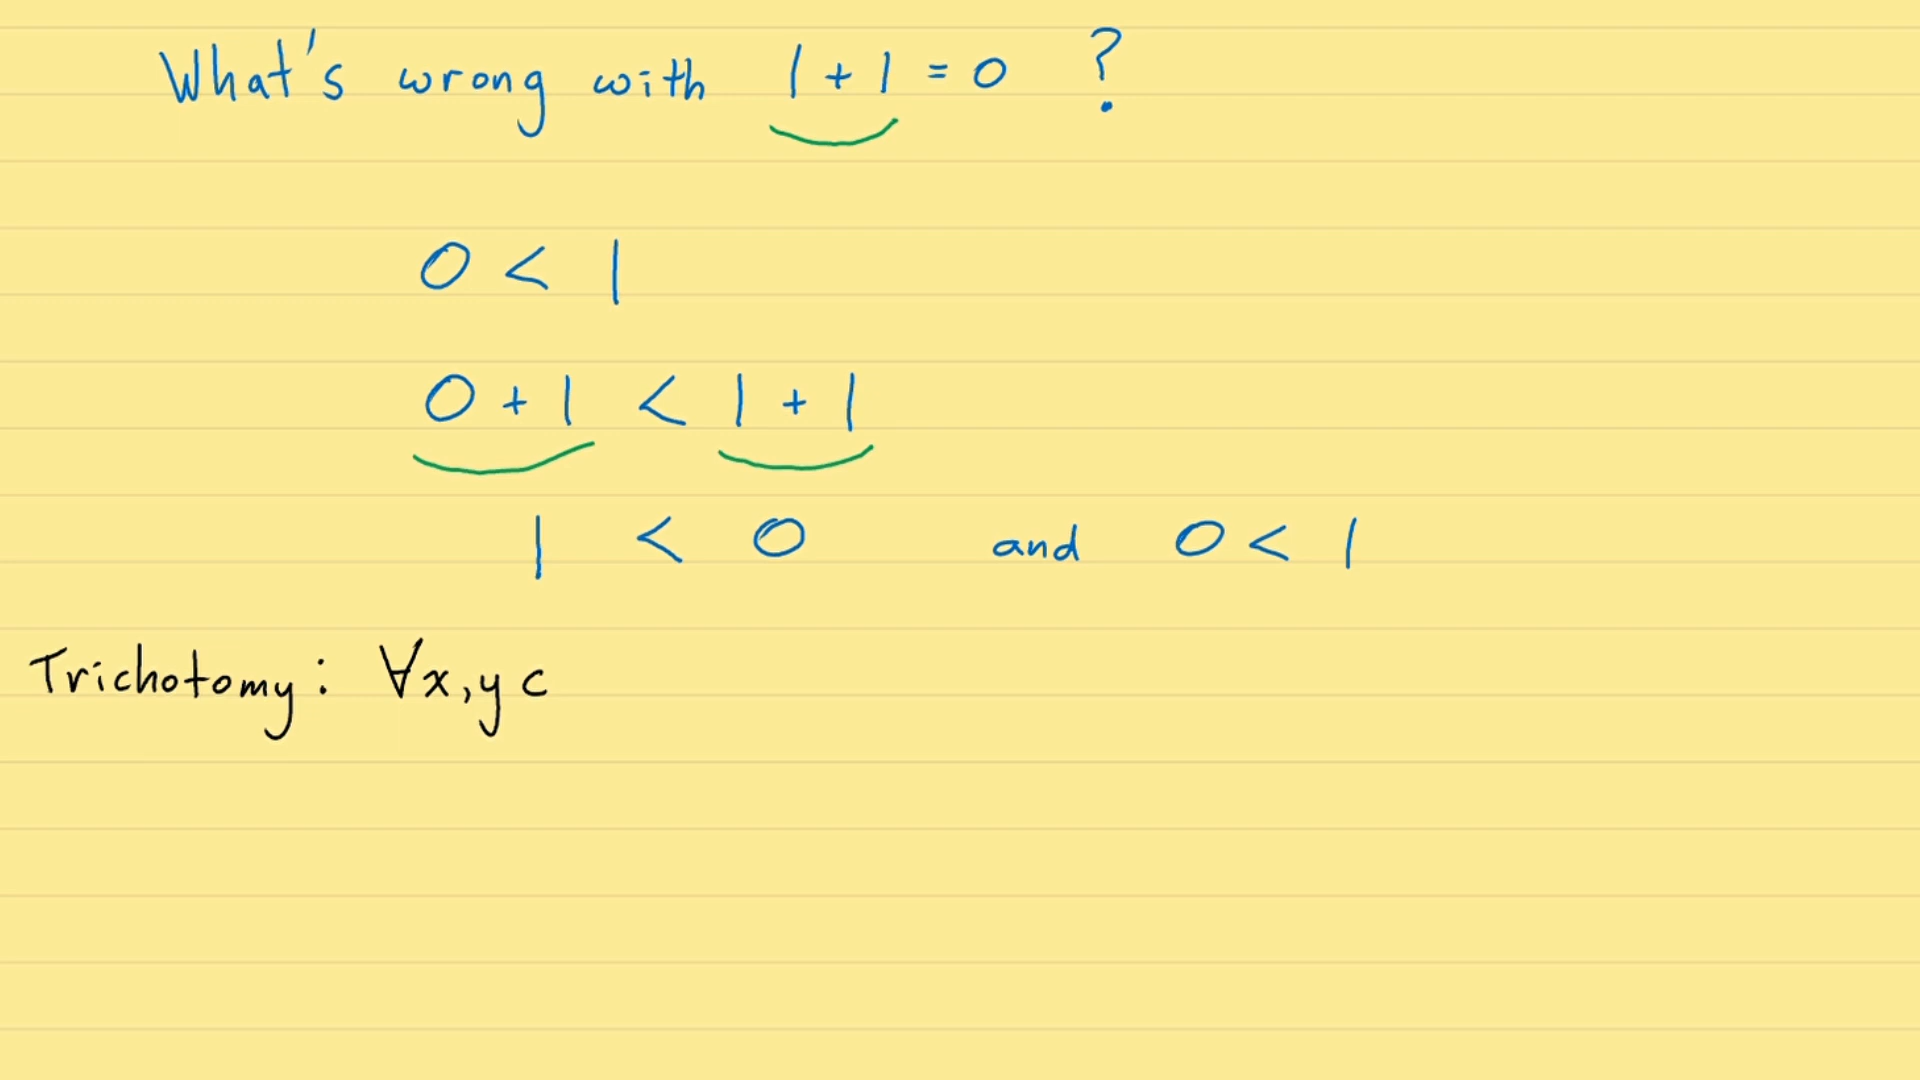 What's wrong with 1 + 1 = 0 ?
0 < 1
0 + 1 < 1 + 1
1 < 0 and 0 < 1
Trichotomy: ∀x,y c